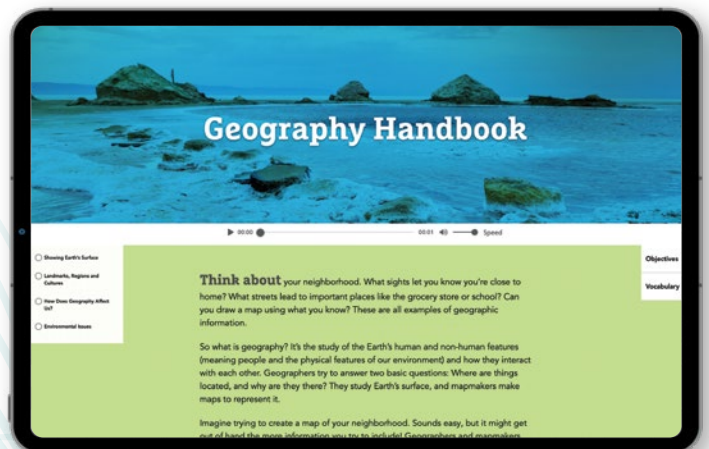 Geography Handbook
00:00
00:01
Speed
Showing Earth's Surface
Landmarks, Regions and
Cultures
How Does Geography Affect
Us?
Environmental Issues
Objectives
Vocabulary
Think about your neighborhood. What sights let you know you're close to
home? What streets lead to important places like the grocery store or school? Can
you draw a map using what you know? These are all examples of geographic
information.
So what is geography? It's the study of the Earth's human and non-human features
(meaning people and the physical features of our environment) and how they interact
with each other. Geographers try to answer two basic questions: Where are things
located, and why are they there? They study Earth's surface, and mapmakers make
maps to represent it.
Imagine trying to create a map of your neighborhood. Sounds easy, but it might get
out of hand the more information you try to include! Geographers and mapmakers